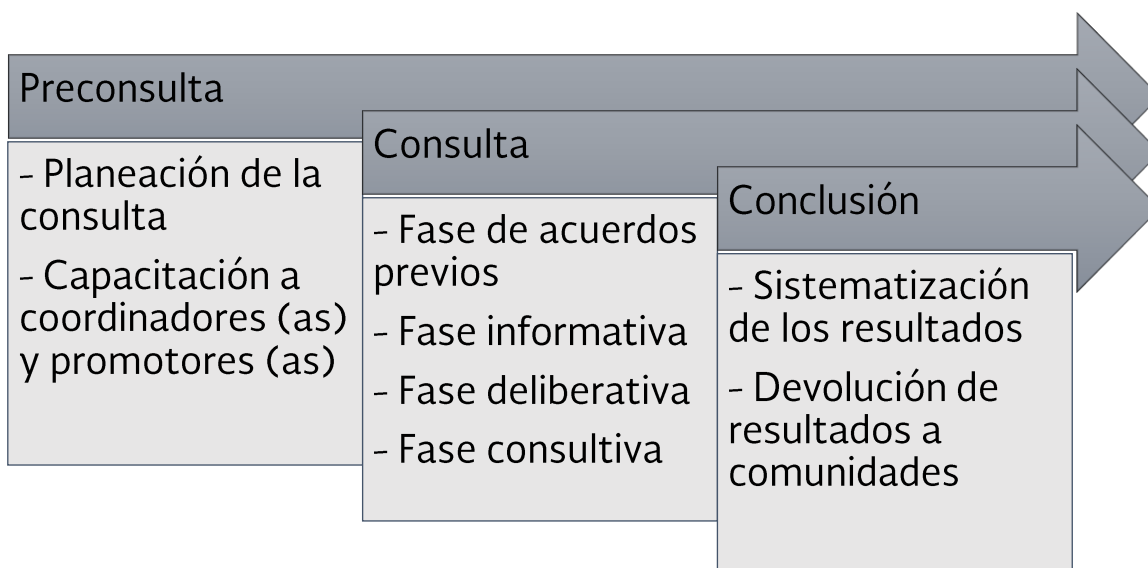 Preconsulta
- Planeación de la
consulta
- Capacitación a
coordinadores (as)
y promotores (as)
Consulta
- Fase de acuerdos
previos
- Fase informativa
- Fase deliberativa
- Fase consultiva
Conclusión
- Sistematización
de los resultados
- Devolución de
resultados a
comunidades